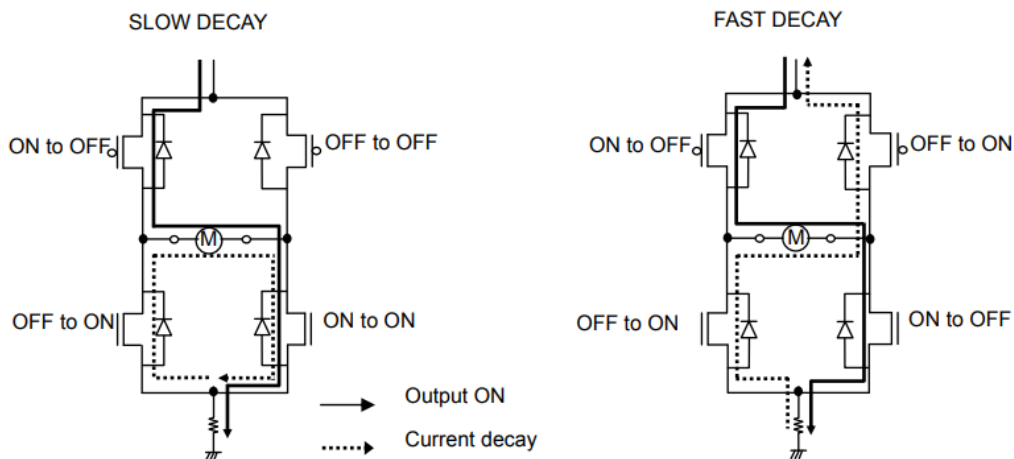 SLOW DECAY
ON to OFF
OFF to OFF
M
OFF to ON
ON to ON
Output ON
Current decay
FAST DECAY
ON to OFF
OFF to ON
M
OFF to ON
ON to OFF